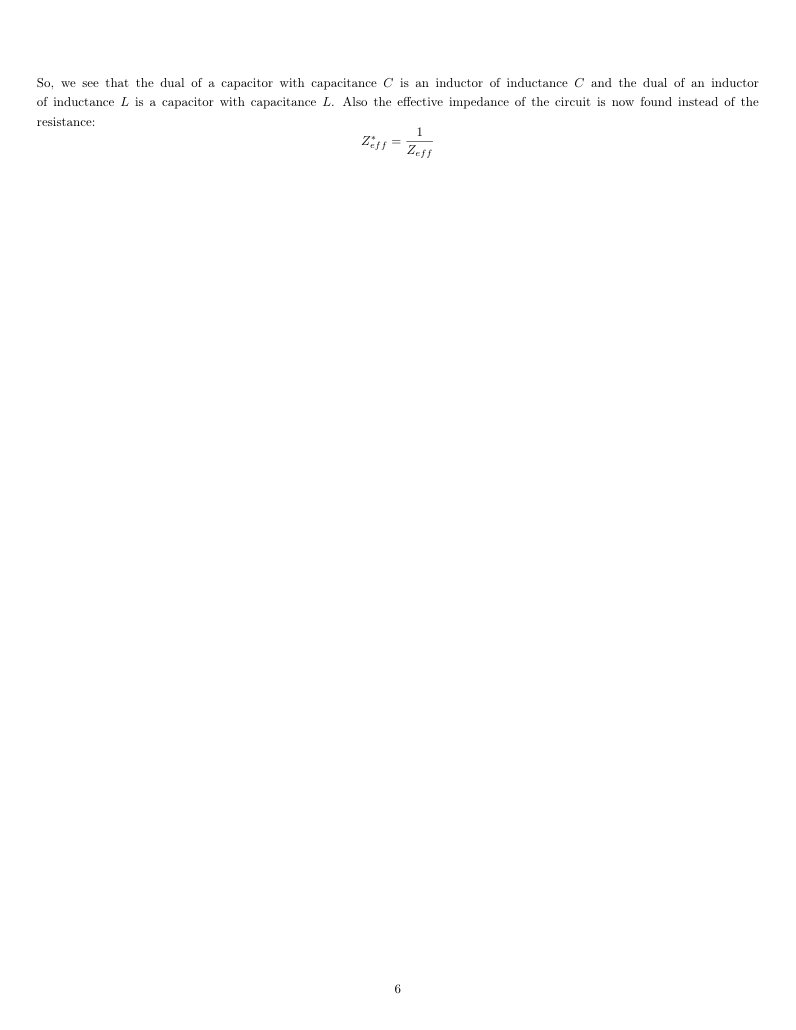 So, we see that the dual of a capacitor with capacitance C is an inductor of inductance C and the dual of an inductor
of inductance L is a capacitor with capacitance L. Also the effective impedance of the circuit is now found instead of the
resistance:
Z*_{eff} = 1/Z_{eff}
6